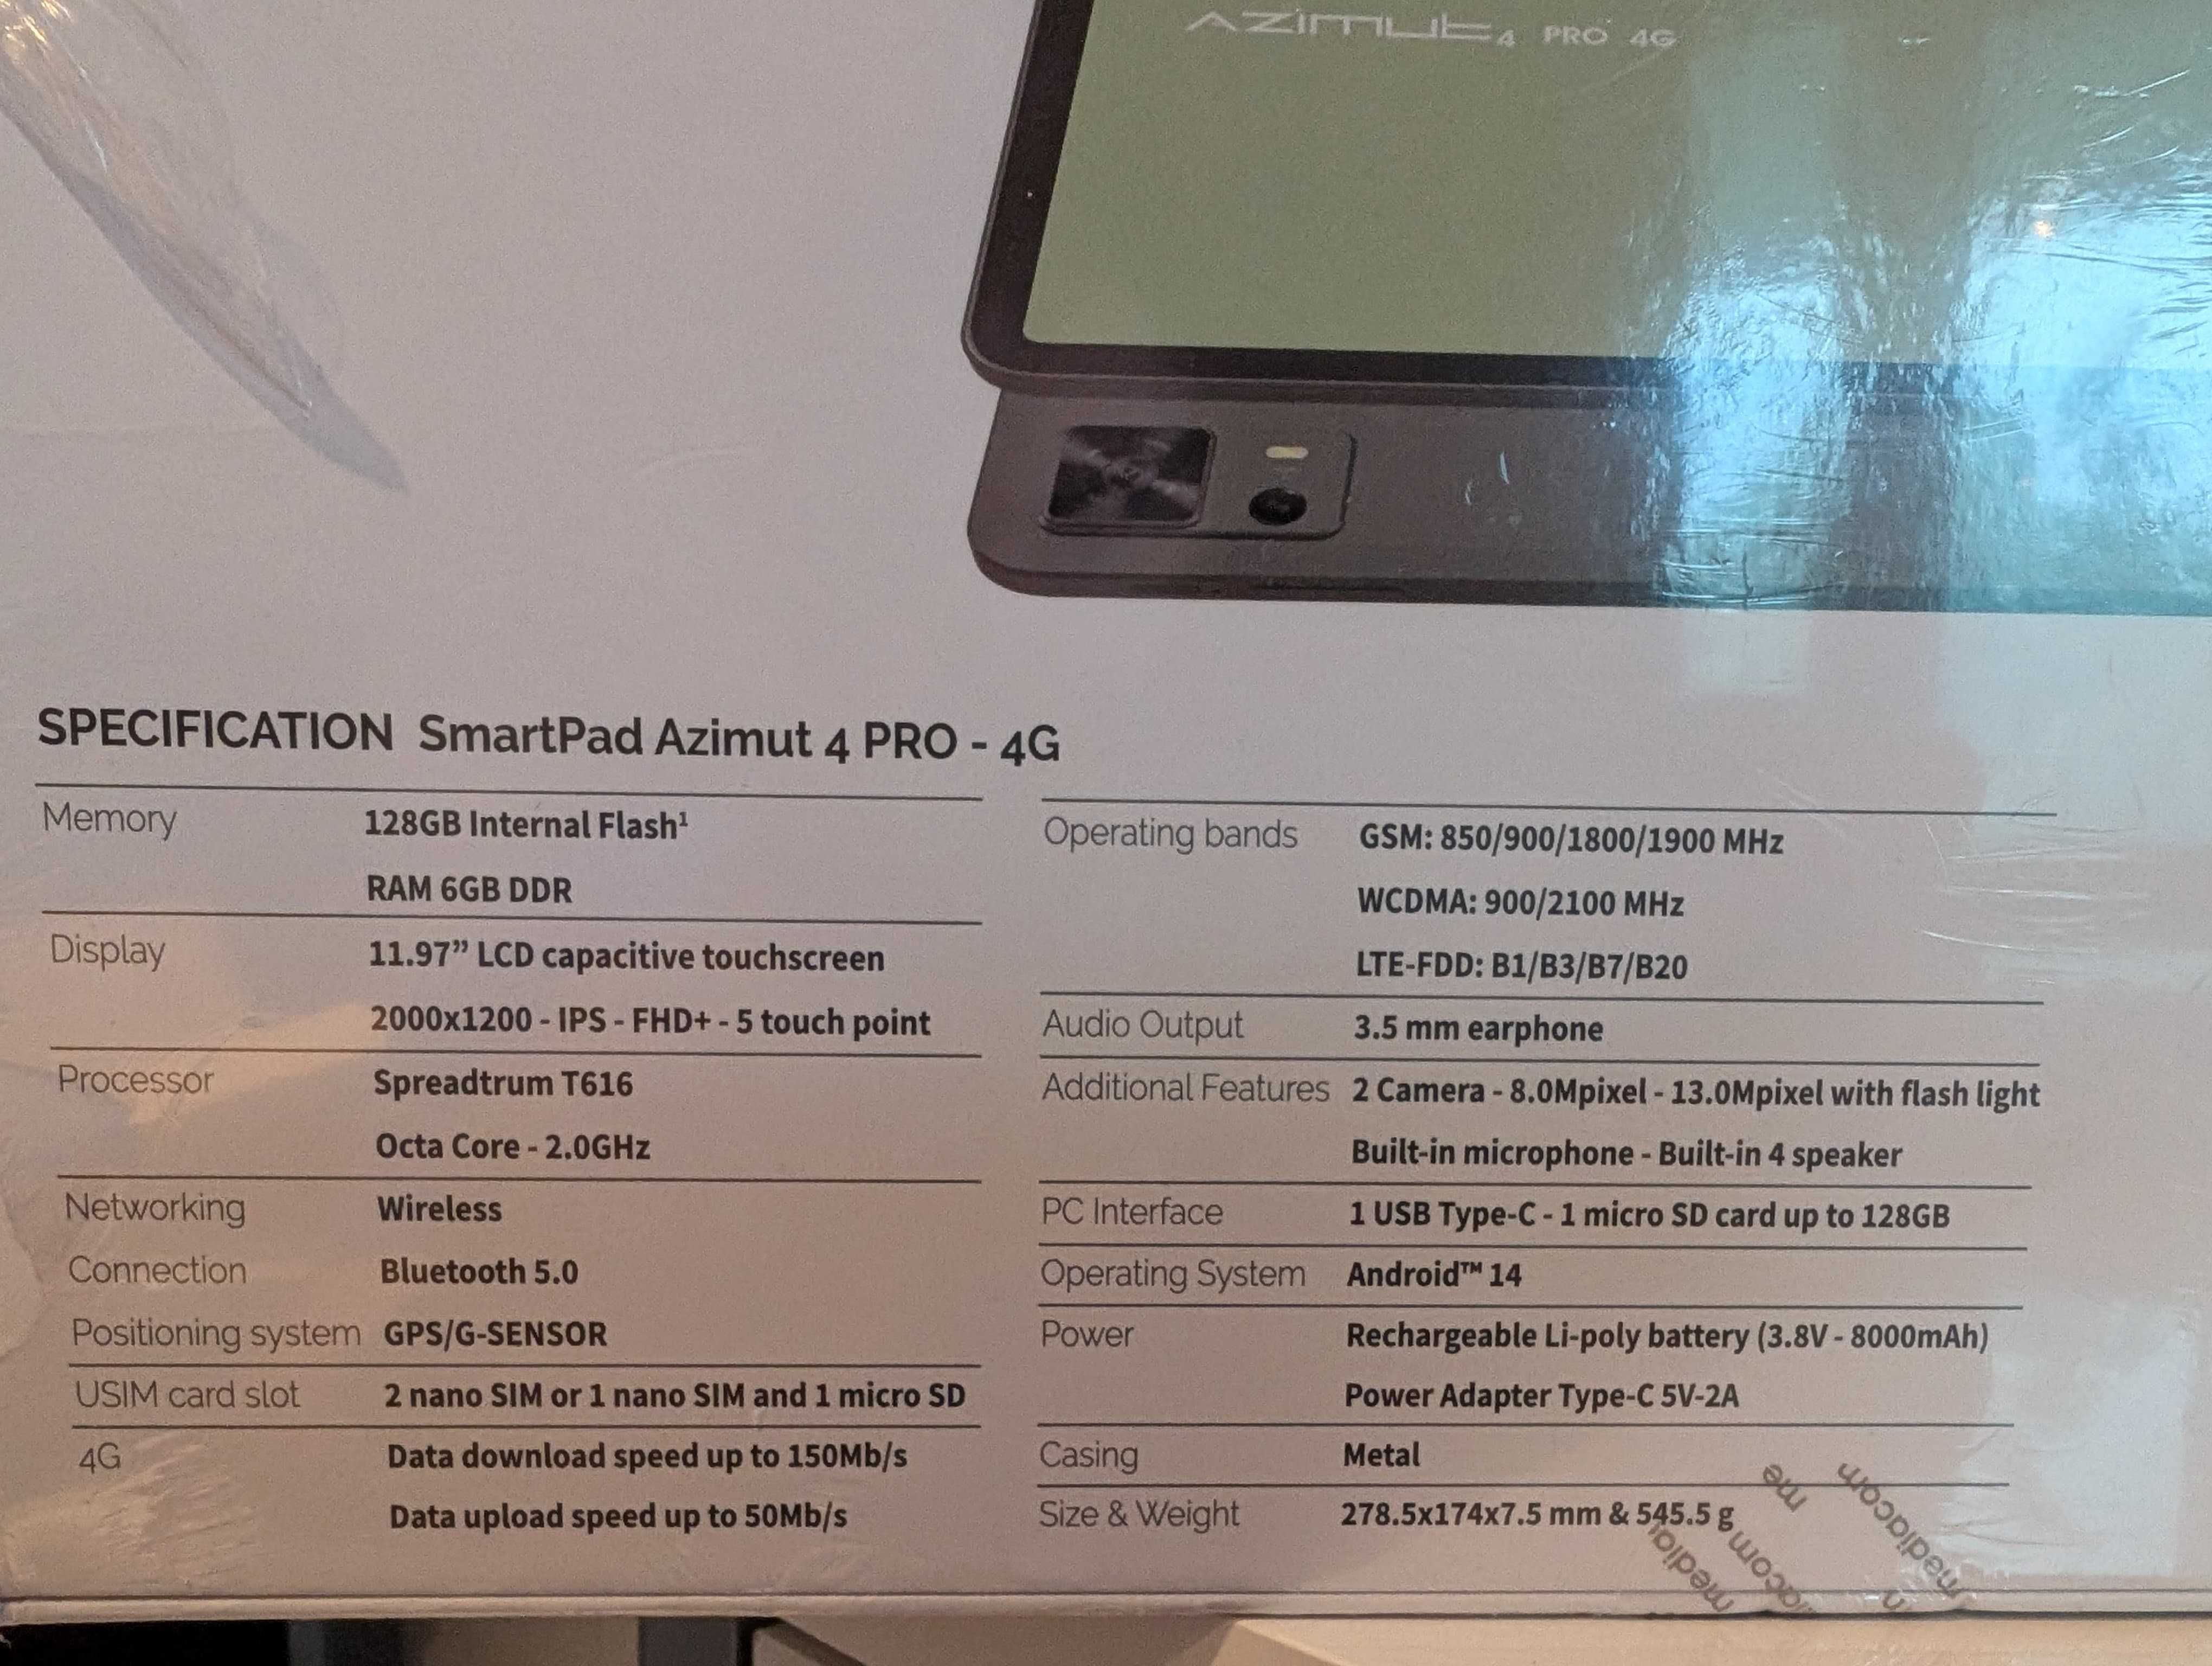 AZIMUT 4 PRO 4G
SPECIFICATION SmartPad Azimut 4 PRO - 4G
Memory 128GB Internal Flash¹
RAM 6GB DDR
Display 11.97” LCD capacitive touchscreen
2000x1200 - IPS - FHD+ - 5 touch point
Processor Spreadtrum T616
Octa Core - 2.0GHz
Networking Wireless
Connection Bluetooth 5.0
Positioning system GPS/G-SENSOR
USIM card slot 2 nano SIM or 1 nano SIM and 1 micro SD
4G Data download speed up to 150Mb/s
Data upload speed up to 50Mb/s
Operating bands GSM: 850/900/1800/1900 MHz
WCDMA: 900/2100 MHz
LTE-FDD: B1/B3/B7/B20
Audio Output 3.5 mm earphone
Additional Features 2 Camera - 8.0Mpixel - 13.0Mpixel with flash light
Built-in microphone - Built-in 4 speaker
PC Interface 1 USB Type-C - 1 micro SD card up to 128GB
Operating System Android™ 14
Power Rechargeable Li-poly battery (3.8V - 8000mAh)
Power Adapter Type-C 5V-2A
Casing Metal
Size & Weight 278.5x174x7.5 mm & 545.5 g
mediacom